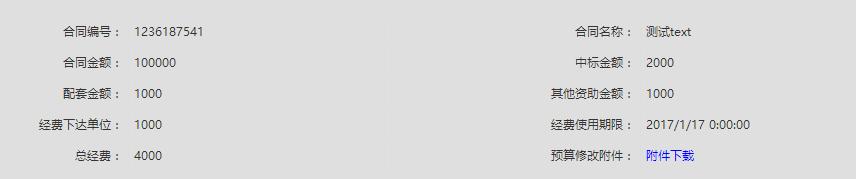 合同编号： 1236187541 合同名称： 测试text
合同金额： 100000 中标金额： 2000
配套金额： 1000 其他资助金额： 1000
经费下达单位： 1000 经费使用期限： 2017/1/17 0:00:00
总经费： 4000 预算修改附件： 附件下载